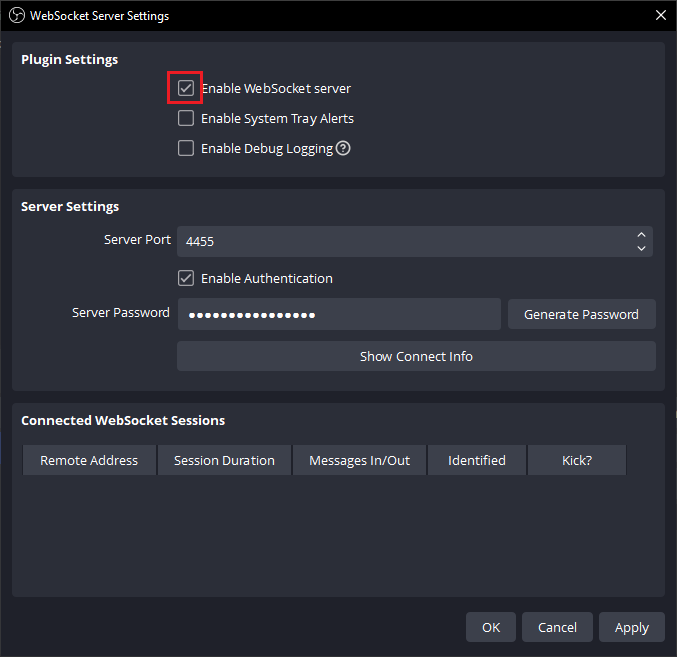 WebSocket Server Settings
Plugin Settings
Enable WebSocket server
Enable System Tray Alerts
Enable Debug Logging ?
Server Settings
Server Port 4455
Enable Authentication
Server Password ●●●●●●●●●●●●●●●● Generate Password
Show Connect Info
Connected WebSocket Sessions
Remote Address Session Duration Messages In/Out Identified Kick?
OK Cancel Apply